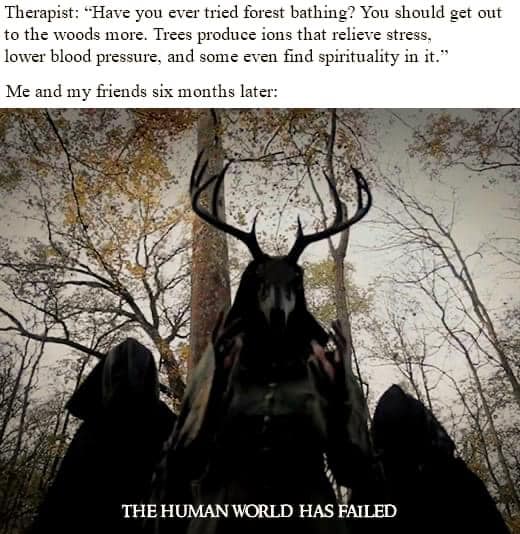 Therapist: “Have you ever tried forest bathing? You should get out
to the woods more. Trees produce ions that relieve stress,
lower blood pressure, and some even find spirituality in it.”
Me and my friends six months later:
THE HUMAN WORLD HAS FAILED